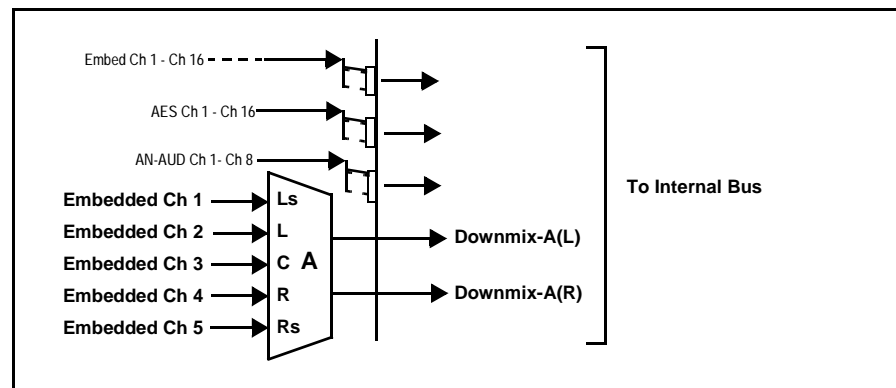 Embed Ch 1 - Ch 16
AES Ch 1 - Ch 16
AN-AUD Ch 1- Ch 8
Embedded Ch 1
Ls
Embedded Ch 2
L
Embedded Ch 3
C
A
Embedded Ch 4
R
Embedded Ch 5
Rs
Downmix-A(L)
Downmix-A(R)
To Internal Bus